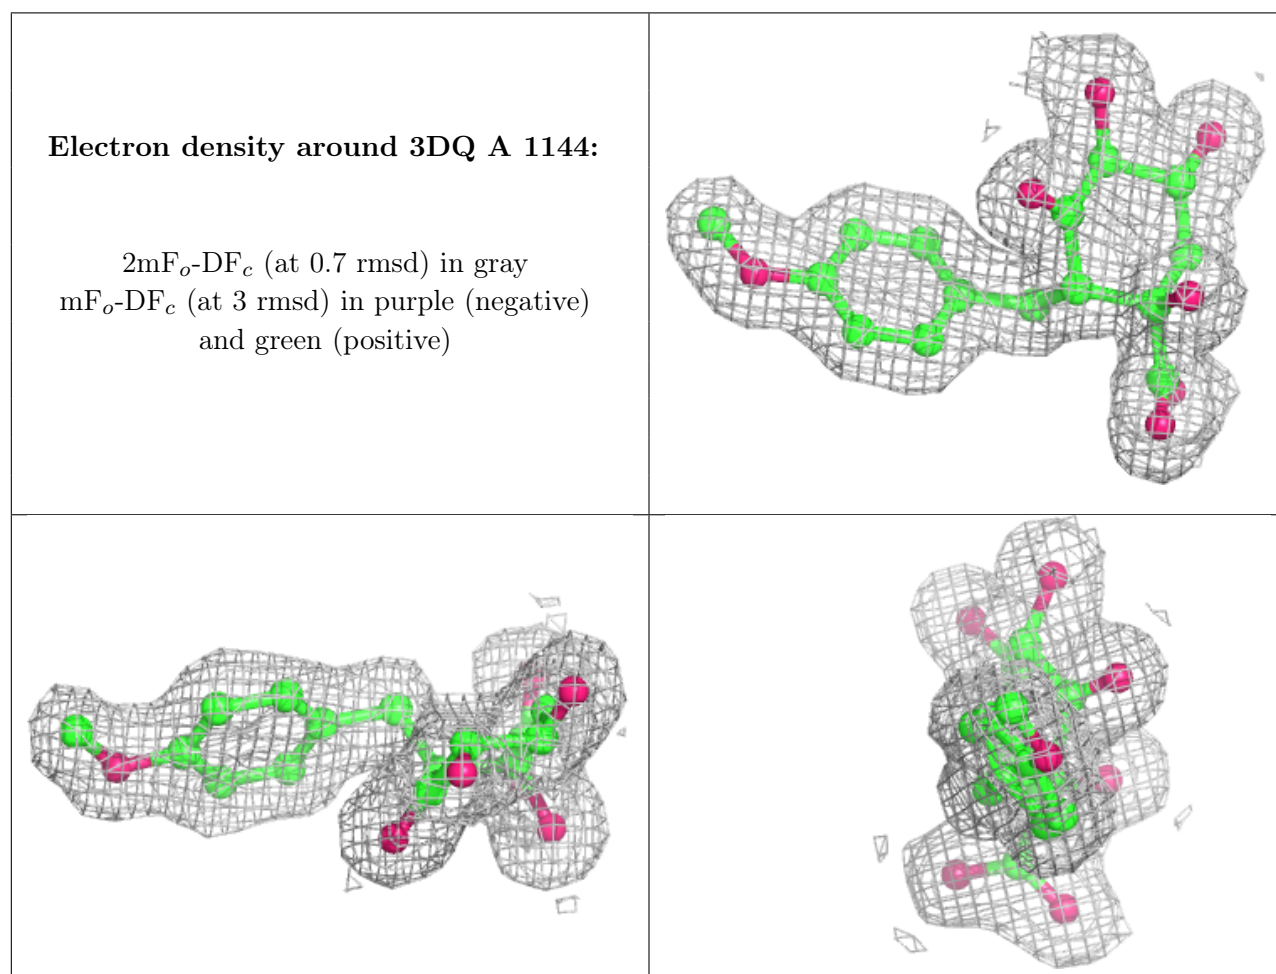 Electron density around 3DQ A 1144:
2mFo-DFc (at 0.7 rmsd) in gray
mFo-DFc (at 3 rmsd) in purple (negative)
and green (positive)